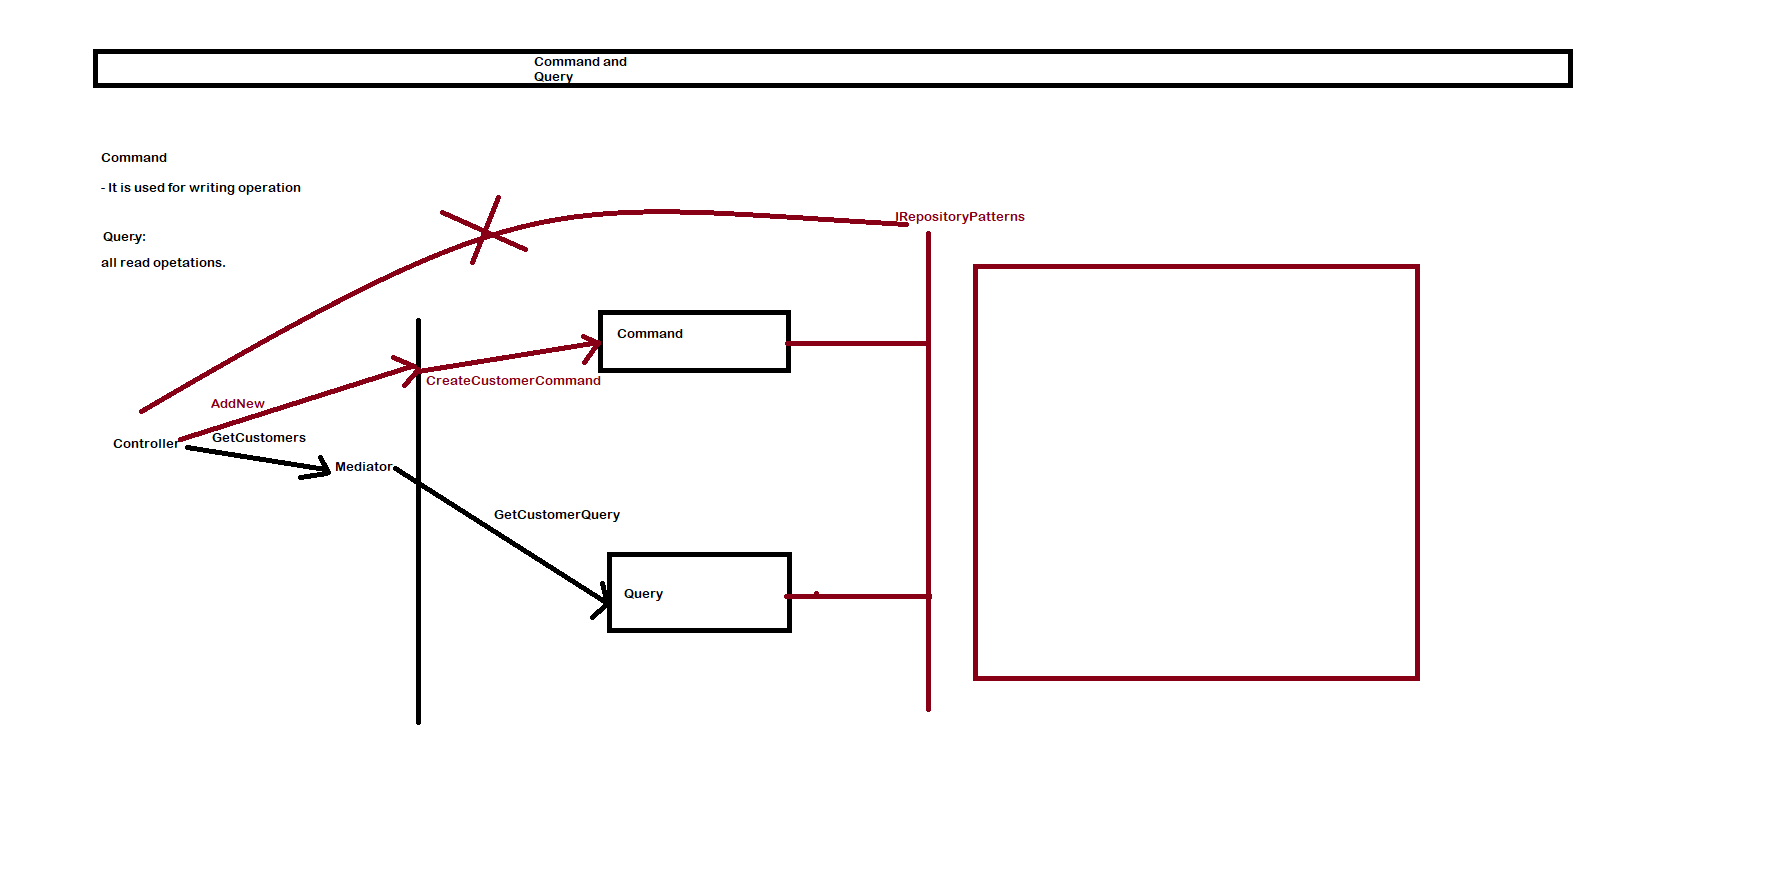 Command and
Query
Command
- It is used for writing operation
Query:
all read opetations.
IRepositoryPatterns
Command
CreateCustomerCommand
AddNew
GetCustomers
Controller
Mediator
GetCustomerQuery
Query